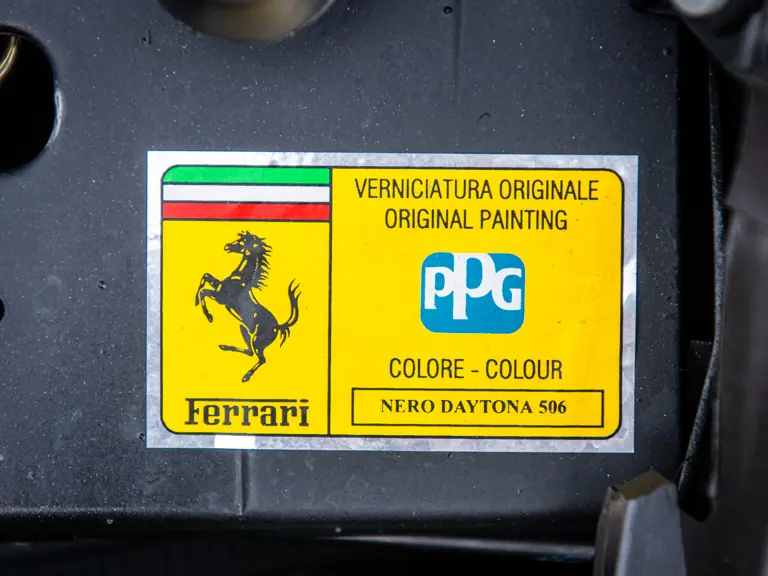 Ferrari
VERNICIATURA ORIGINALE
ORIGINAL PAINTING
PPG
COLORE - COLOUR
NERO DAYTONA 506